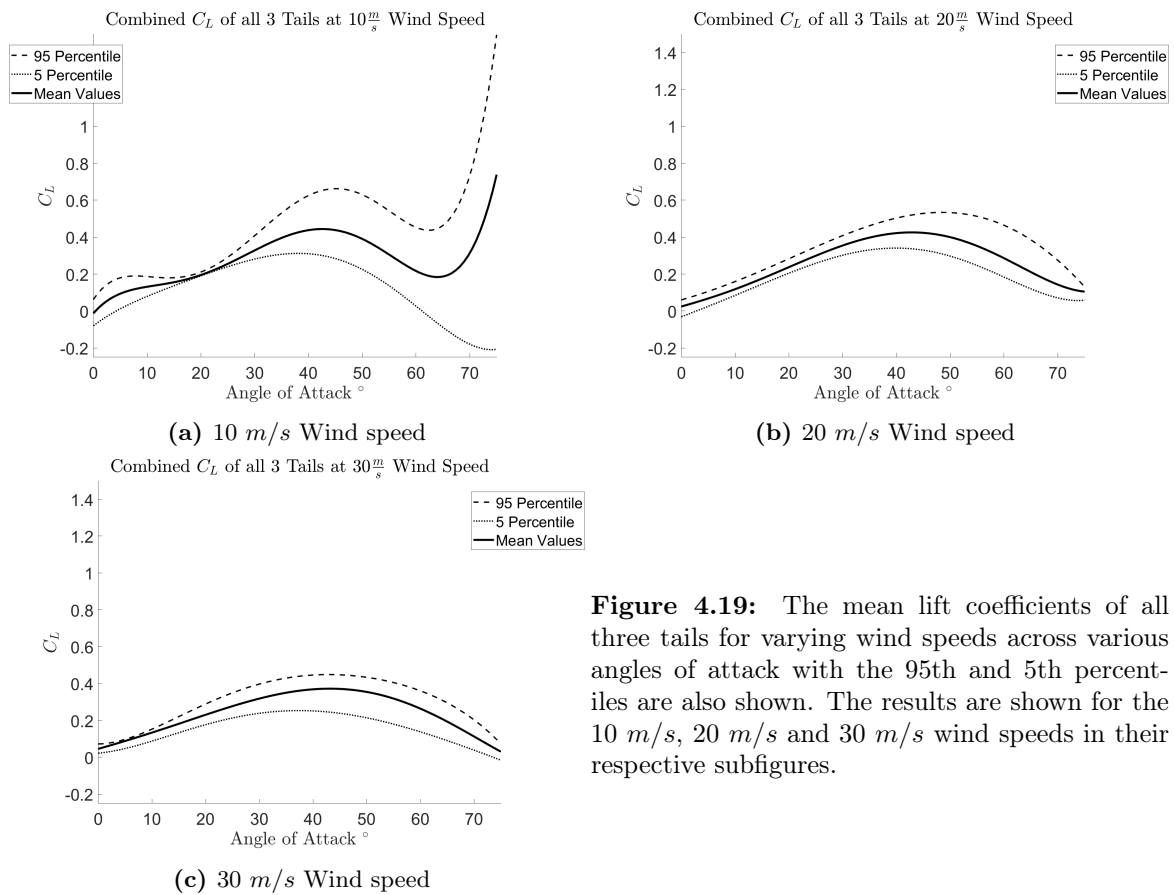 Combined C_L of all 3 Tails at 10 m/s Wind Speed
95 Percentile
5 Percentile
Mean Values
1
0.8
0.6
0.4
0.2
0
-0.2
C_L
0 10 20 30 40 50 60 70
Angle of Attack °
(a) 10 m/s Wind speed
Combined C_L of all 3 Tails at 20 m/s Wind Speed
95 Percentile
5 Percentile
Mean Values
1.4
1.2
1
0.8
0.6
0.4
0.2
0
-0.2
C_L
0 10 20 30 40 50 60 70
Angle of Attack °
(b) 20 m/s Wind speed
Combined C_L of all 3 Tails at 30 m/s Wind Speed
95 Percentile
5 Percentile
Mean Values
1.4
1.2
1
0.8
0.6
0.4
0.2
0
-0.2
C_L
0 10 20 30 40 50 60 70
Angle of Attack °
(c) 30 m/s Wind speed
Figure 4.19: The mean lift coefficients of all
three tails for varying wind speeds across various
angles of attack with the 95th and 5th percent-
iles are also shown. The results are shown for the
10 m/s, 20 m/s and 30 m/s wind speeds in their
respective subfigures.